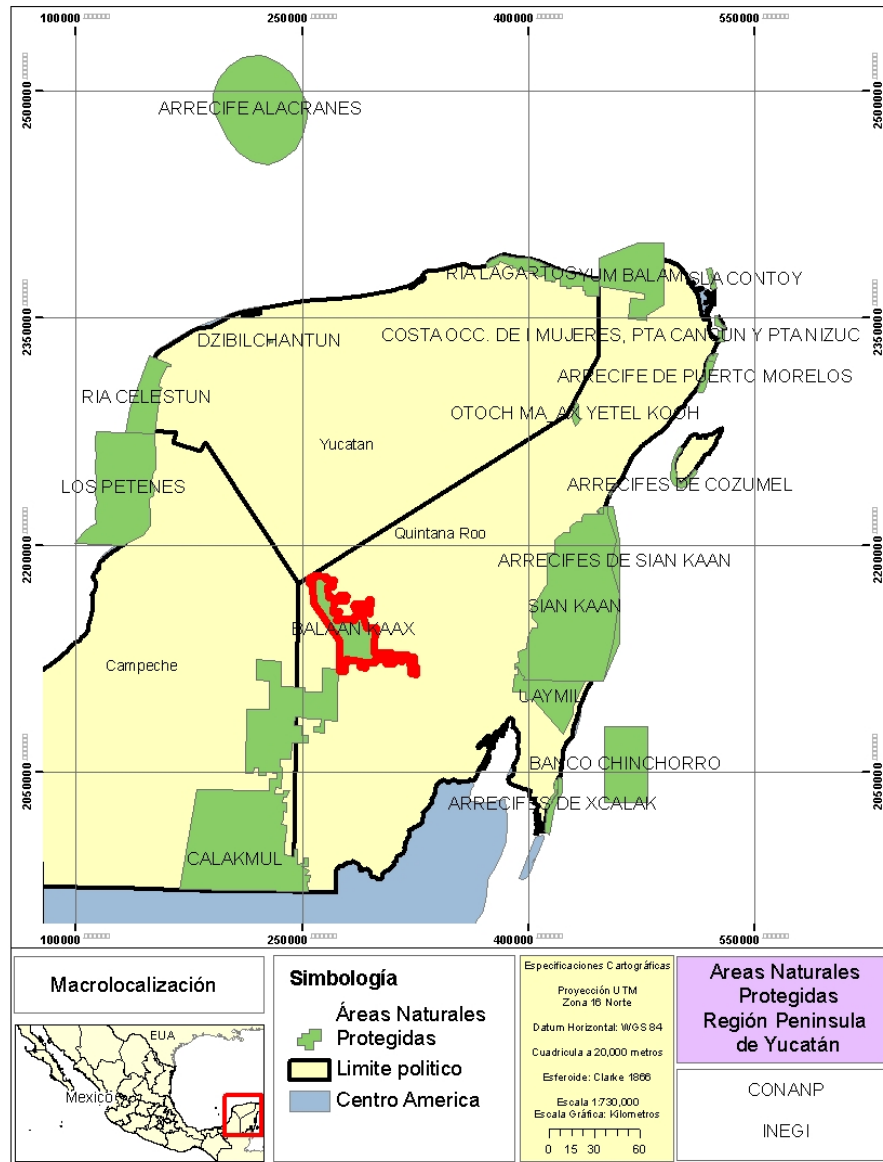 100000 250000 400000 550000
2500000 2500000
ARRECIFE ALACRANES
RIA LAGARTOS YUM BALAM ISLA CONTOY
2350000 2350000
DZIBILCHANTUN COSTA OCC. DE I MUJERES, PTA CANCUN Y PTA NIZUC
RIA CELESTUN ARRECIFE DE PUERTO MORELOS
OTOCH MA_AX YETEL KOOH
Yucatan
LOS PETENES ARRECIFES DE COZUMEL
Quintana Roo
2200000 2200000
ARRECIFES DE SIAN KAAN
SIAN KAAN
BALAAN KAAX
Campeche
UAYMIL
2050000 2050000
BANCO CHINCHORRO
ARRECIFES DE XCALAK
CALAKMUL
100000 250000 400000 550000
Macrolocalización
EUA
Mexico
Simbología
Áreas Naturales
Protegidas
Limite politico
Centro America
Especificaciones Cartográficas
Proyección UTM
Zona 16 Norte
Datum Horizontal: WGS 84
Cuadricula a 20,000 metros
Esferoide: Clarke 1866
Escala 1:730,000
Escala Gráfica: Kilometros
0 15 30 60
Areas Naturales
Protegidas
Región Peninsula
de Yucatán
CONANP
INEGI